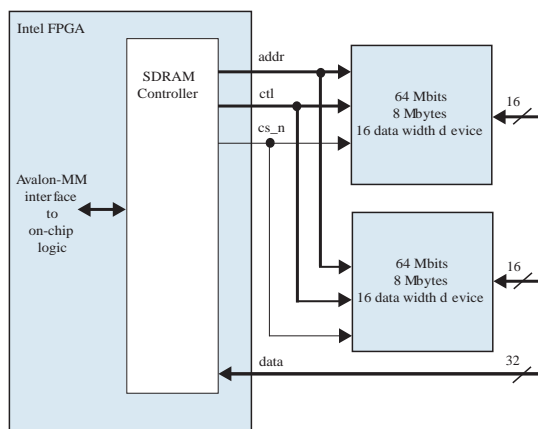 Intel FPGA
SDRAM
Controller
addr
ctl
cs_n
64 Mbits
8 Mbytes
16 data width d evice
16
Avalon-MM
interface
to
on-chip
logic
64 Mbits
8 Mbytes
16 data width d evice
16
data
32